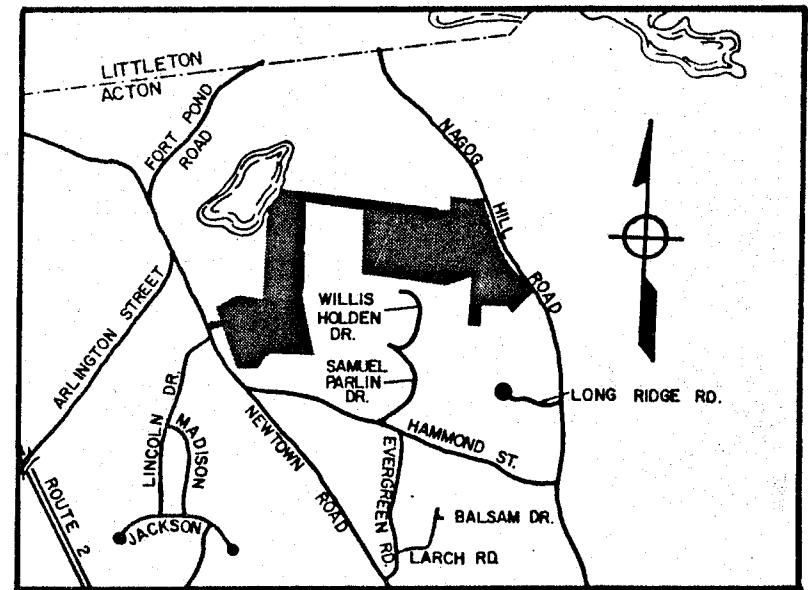 LITTLETON
ACTON
FORT POND
ROAD
NAGOG
HILL
ROAD
ARLINGTON STREET
WILLIS
HOLDEN
DR.
SAMUEL
PARLIN
DR.
LONG RIDGE RD.
LINCOLN DR.
MADISON
NEWTOWN
ROAD
HAMMOND ST.
EVERGREEN RD.
ROUTE 2
JACKSON
BALSAM DR.
LARCH RD.